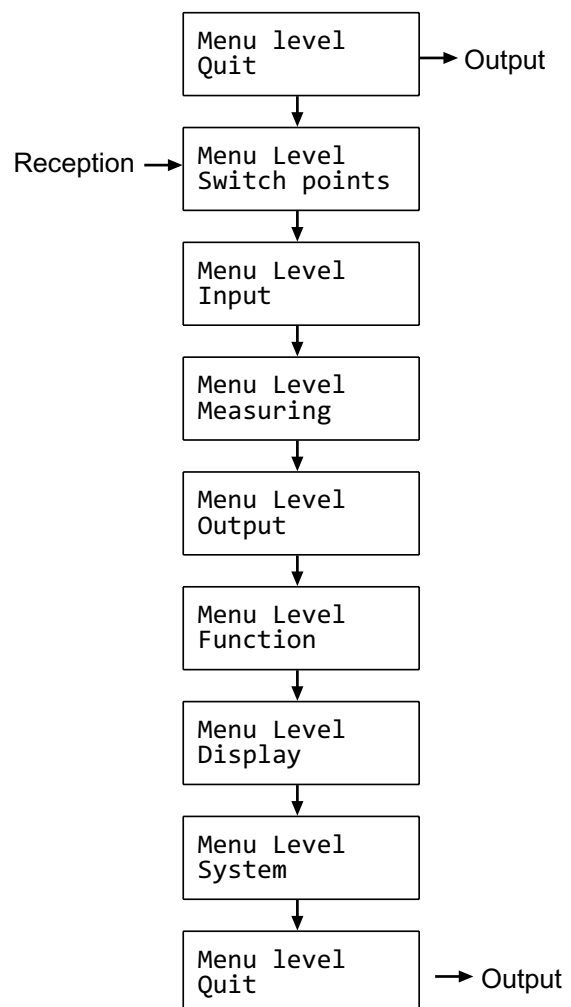 Menu level
Quit
Output
Menu Level
Switch points
Reception
Menu Level
Input
Menu Level
Measuring
Menu Level
Output
Menu Level
Function
Menu Level
Display
Menu Level
System
Menu level
Quit
Output